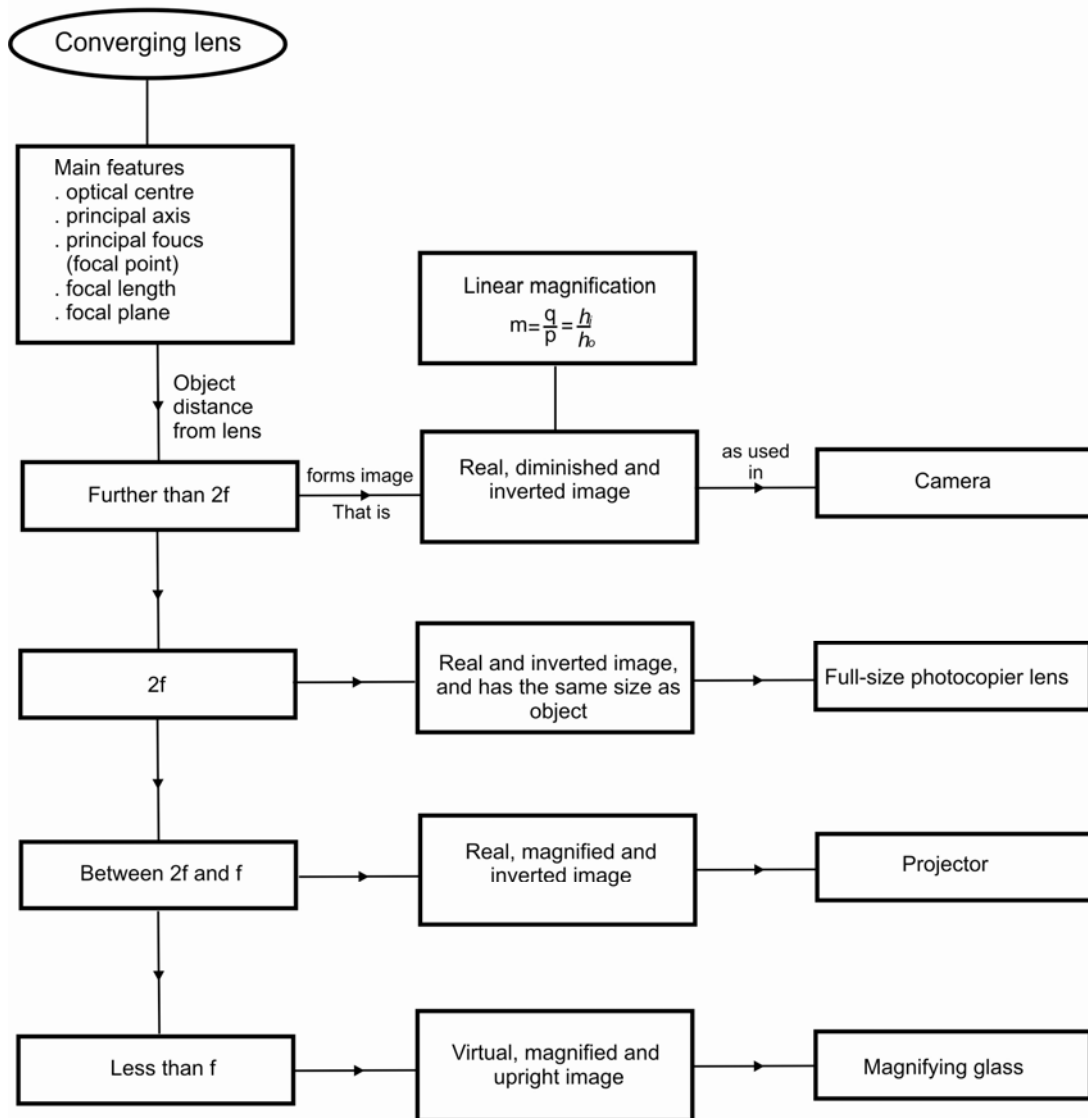 Converging lens
Main features
. optical centre
. principal axis
. principal foucs
(focal point)
. focal length
. focal plane
Linear magnification
m=q/p=hi/ho
Object
distance
from lens
Further than 2f
forms image
That is
Real, diminished and
inverted image
as used
in
Camera
2f
Real and inverted image,
and has the same size as
object
Full-size photocopier lens
Between 2f and f
Real, magnified and
inverted image
Projector
Less than f
Virtual, magnified and
upright image
Magnifying glass